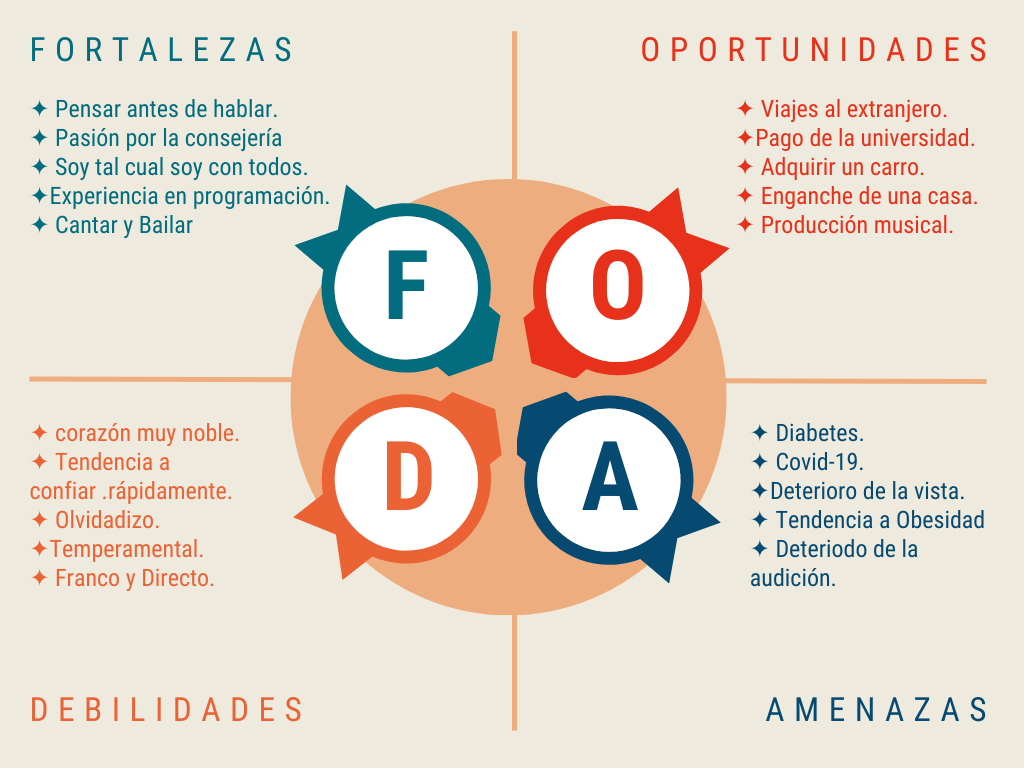 FORTALEZAS
✦ Pensar antes de hablar.
✦ Pasión por la consejería
✦ Soy tal cual soy con todos.
✦Experiencia en programación.
✦ Cantar y Bailar
OPORTUNIDADES
✦ Viajes al extranjero.
✦Pago de la universidad.
✦ Adquirir un carro.
✦ Enganche de una casa.
✦ Producción musical.
F
O
D
A
✦ corazón muy noble.
✦ Tendencia a
confiar .rápidamente.
✦ Olvidadizo.
✦Temperamental.
✦ Franco y Directo.
DEBILIDADES
✦ Diabetes.
✦ Covid-19.
✦Deterioro de la vista.
✦ Tendencia a Obesidad
✦ Deteriodo de la
audición.
AMENAZAS